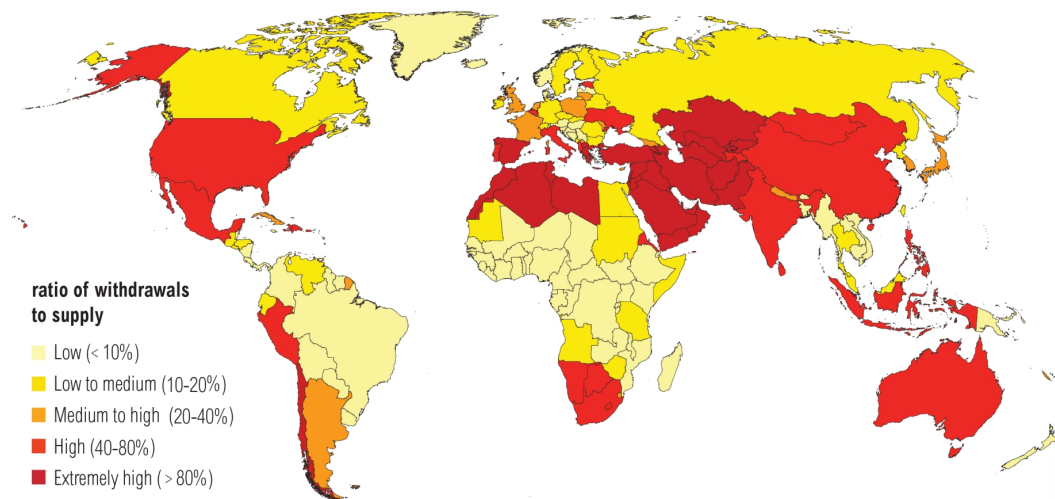 ratio of withdrawals
to supply
Low (< 10%)
Low to medium (10-20%)
Medium to high (20-40%)
High (40-80%)
Extremely high (> 80%)